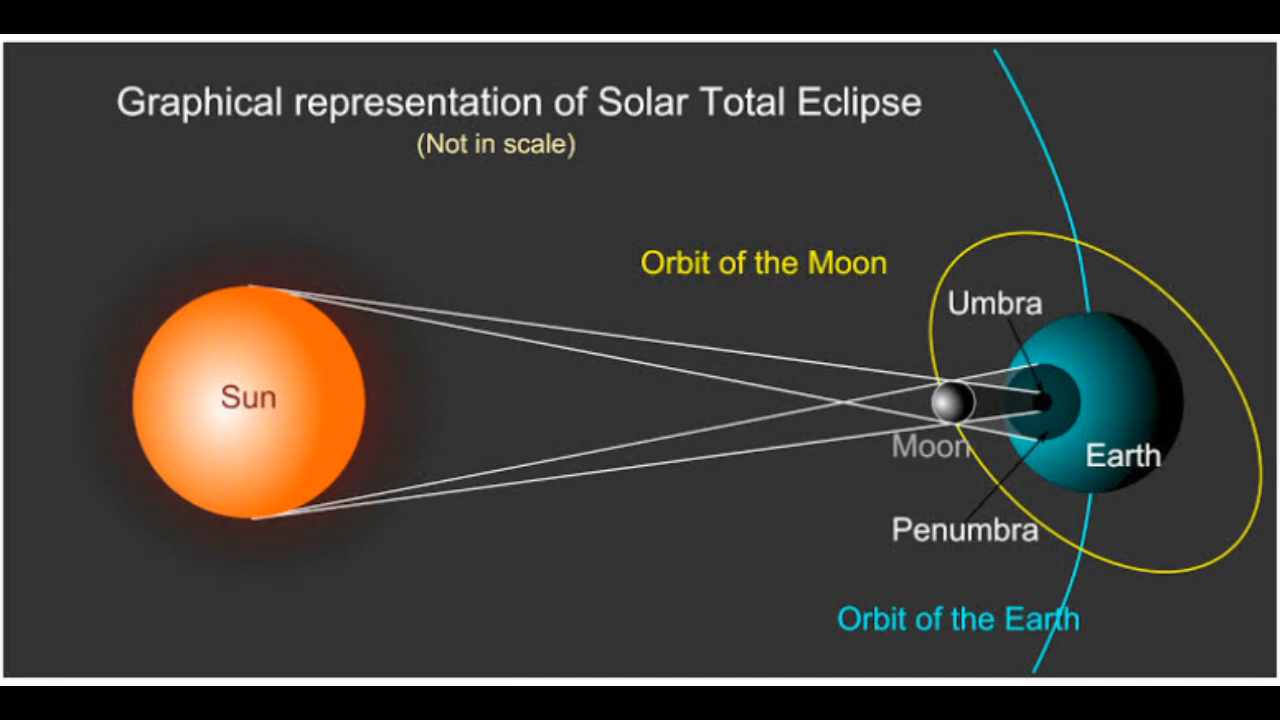 Graphical representation of Solar Total Eclipse
(Not in scale)
Orbit of the Moon
Umbra
Sun
Moon
Earth
Penumbra
Orbit of the Earth